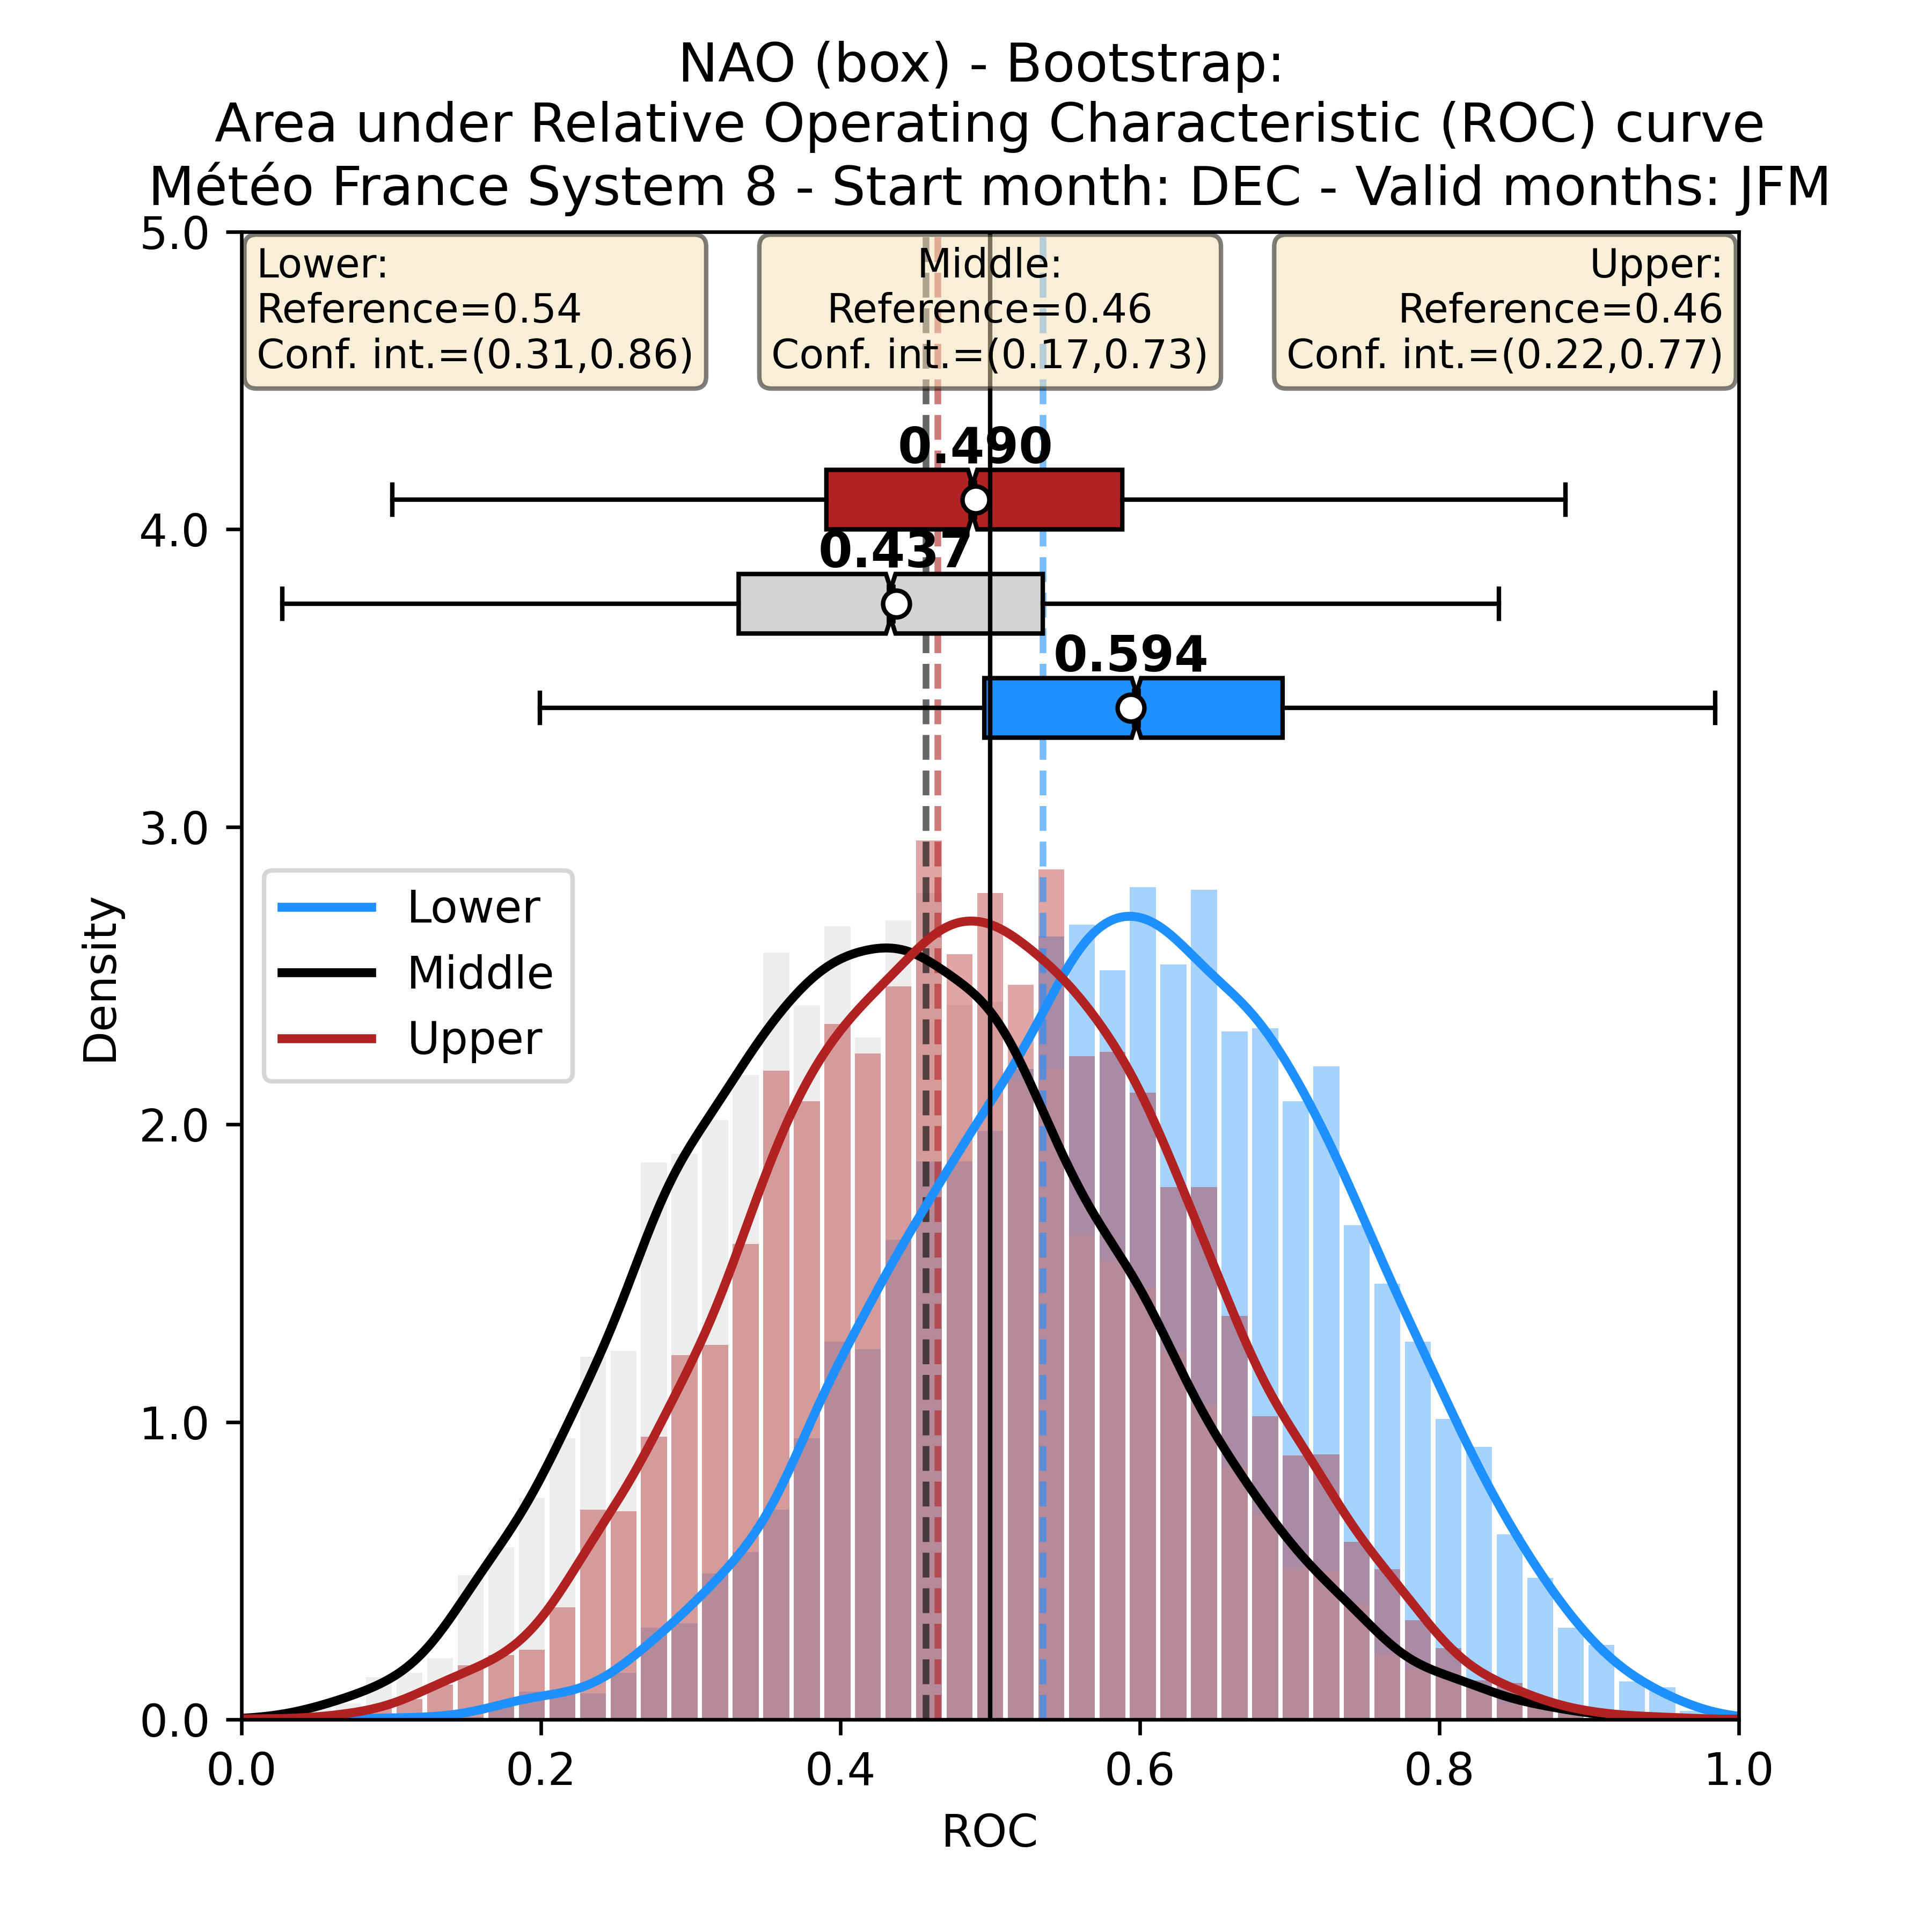 NAO (box) - Bootstrap:
Area under Relative Operating Characteristic (ROC) curve
Météo France System 8 - Start month: DEC - Valid months: JFM
Lower:
Reference=0.54
Conf. int.=(0.31,0.86)
Middle:
Reference=0.46
Conf. int.=(0.17,0.73)
Upper:
Reference=0.46
Conf. int.=(0.22,0.77)
0.490
0.437
0.594
5.0
4.0
3.0
2.0
1.0
0.0
Density
Lower
Middle
Upper
0.0 0.2 0.4 0.6 0.8 1.0
ROC